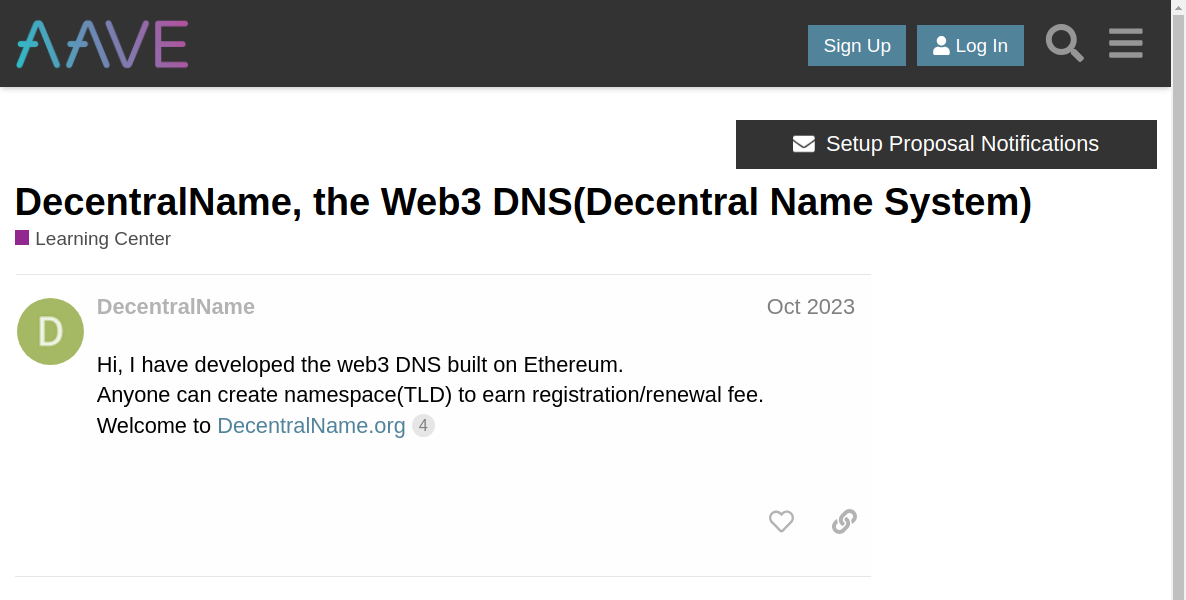 AAVE
Sign Up
Log In
Setup Proposal Notifications
DecentralName, the Web3 DNS(Decentral Name System)
Learning Center
D
DecentralName
Oct 2023
Hi, I have developed the web3 DNS built on Ethereum.
Anyone can create namespace(TLD) to earn registration/renewal fee.
Welcome to DecentralName.org 4